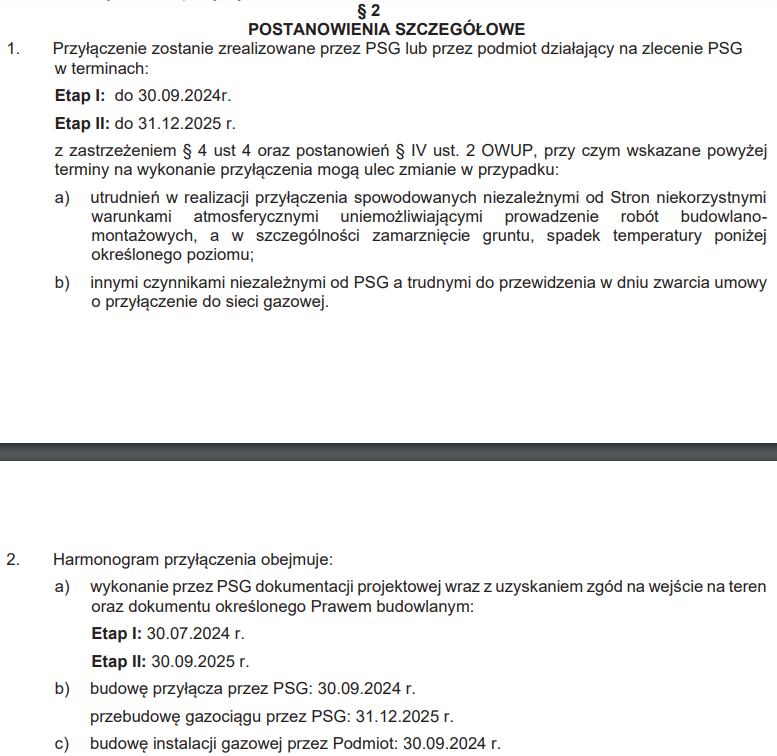 § 2
POSTANOWIENIA SZCZEGÓŁOWE
1. Przyłączenie zostanie zrealizowane przez PSG lub przez podmiot działający na zlecenie PSG
w terminach:
Etap I: do 30.09.2024r.
Etap II: do 31.12.2025 r.
z zastrzeżeniem § 4 ust 4 oraz postanowień § IV ust. 2 OWUP, przy czym wskazane powyżej
terminy na wykonanie przyłączenia mogą ulec zmianie w przypadku:
a) utrudnień w realizacji przyłączenia spowodowanych niezależnymi od Stron niekorzystnymi
warunkami atmosferycznymi uniemożliwiającymi prowadzenie robót budowlano-
montażowych, a w szczególności zamarznięcie gruntu, spadek temperatury poniżej
określonego poziomu;
b) innymi czynnikami niezależnymi od PSG a trudnymi do przewidzenia w dniu zwarcia umowy
o przyłączenie do sieci gazowej.
2. Harmonogram przyłączenia obejmuje:
a) wykonanie przez PSG dokumentacji projektowej wraz z uzyskaniem zgód na wejście na teren
oraz dokumentu określonego Prawem budowlanym:
Etap I: 30.07.2024 r.
Etap II: 30.09.2025 r.
b) budowę przyłącza przez PSG: 30.09.2024 r.
przebudowę gazociągu przez PSG: 31.12.2025 r.
c) budowę instalacji gazowej przez Podmiot: 30.09.2024 r.